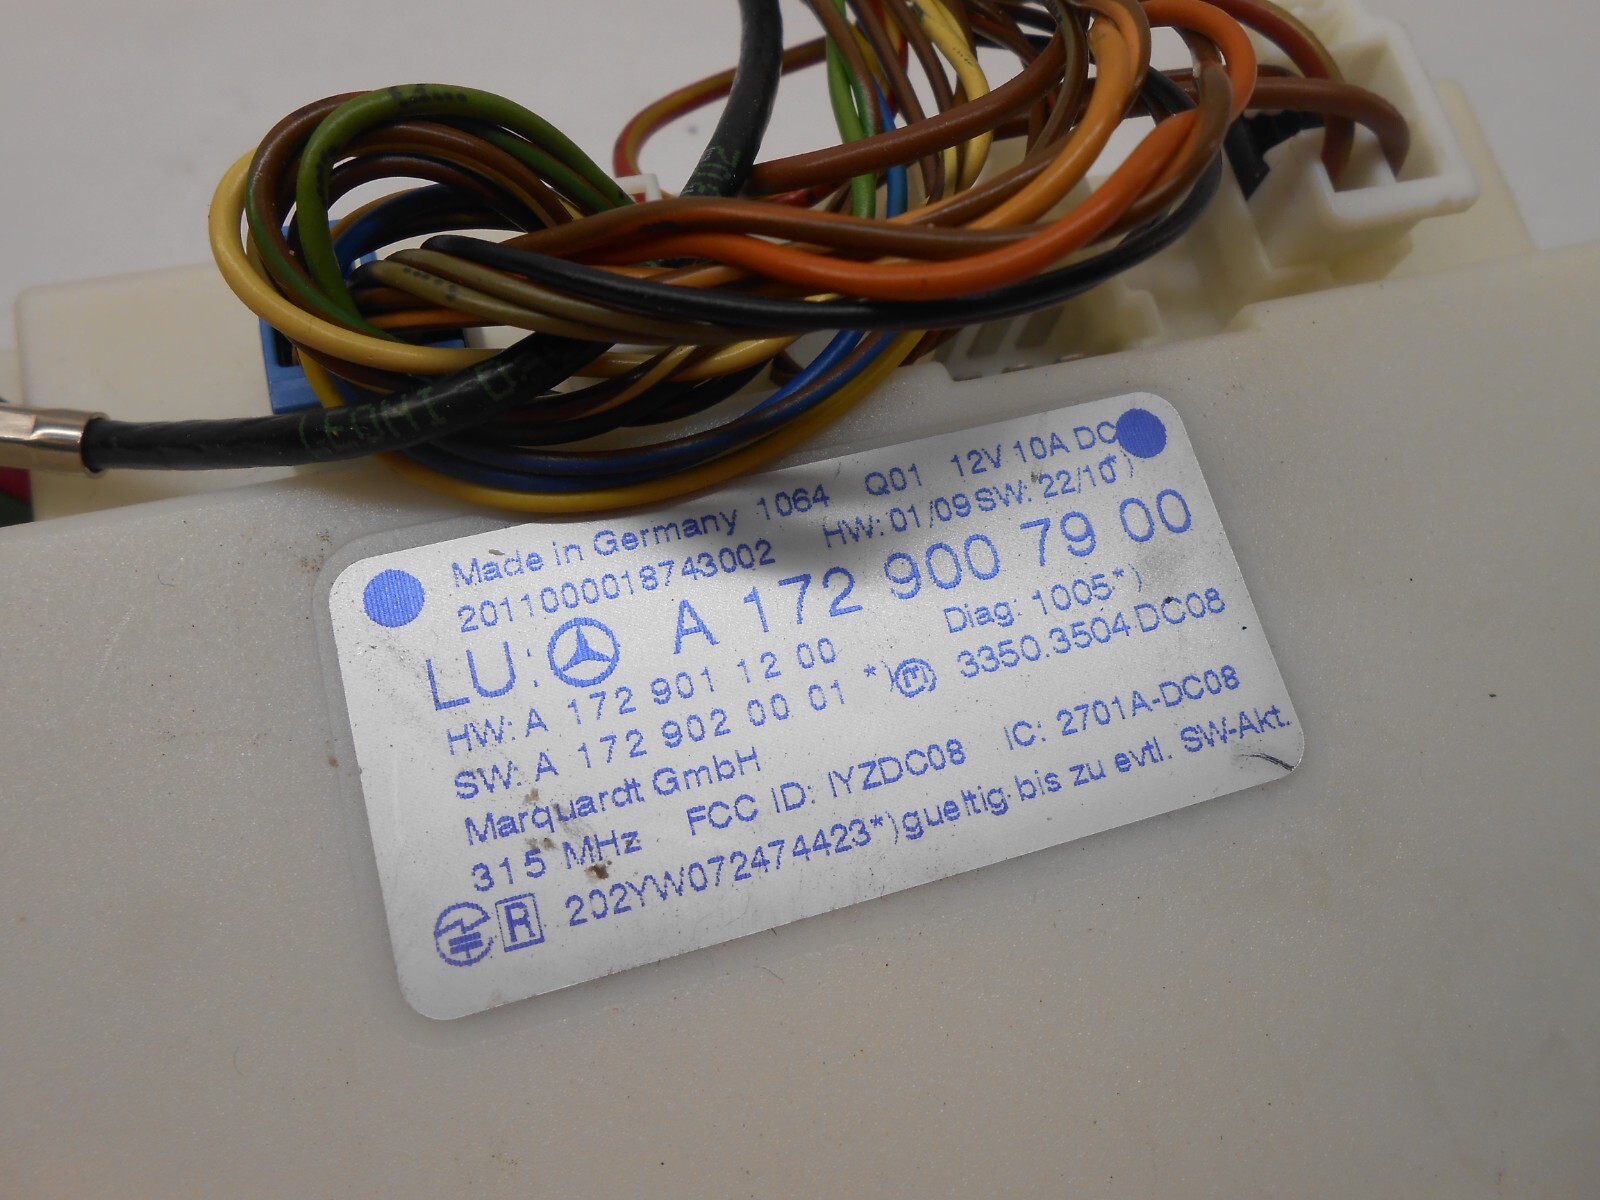 Made in Germany 1064 Q01 12V 10A DC
2011000018743002 HW: 01/09 SW: 22/10*)
LU: A 172 900 79 00
HW: A 172 901 12 00 Diag: 1005*)
SW: A 172 902 00 01 *) m 3350.3504 DC08
Marquardt GmbH
315 MHz FCC ID: IYZDC08 IC: 2701A-DC08
R 202YW072474423*)gueltig bis zu evtl. SW-Akt.